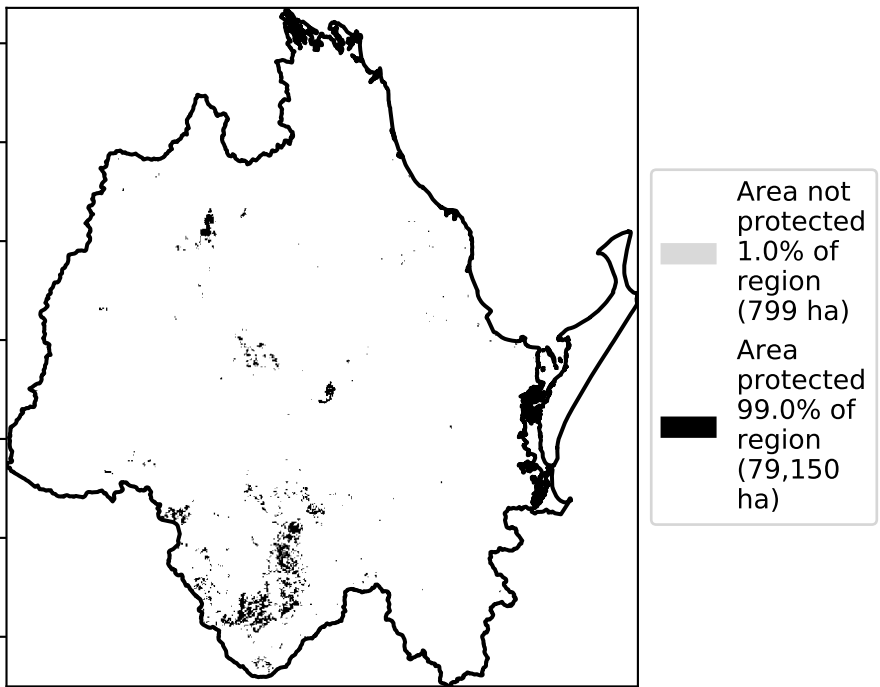 Area not
protected
1.0% of
region
(799 ha)
Area
protected
99.0% of
region
(79,150
ha)